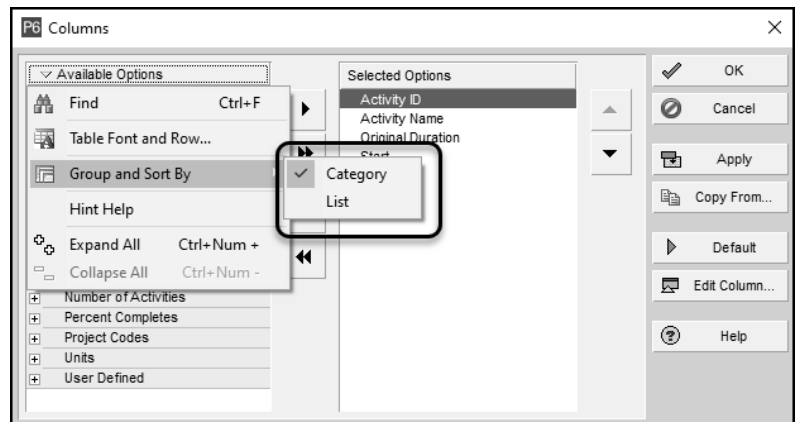 P6 Columns
Available Options
Find Ctrl+F
Table Font and Row...
Group and Sort By
Hint Help
Expand All Ctrl+Num +
Collapse All Ctrl+Num -
Number of Activities
Percent Completes
Project Codes
Units
User Defined
Category
List
Selected Options
Activity ID
Activity Name
Original Duration
Start
OK
Cancel
Apply
Copy From...
Default
Edit Column...
Help